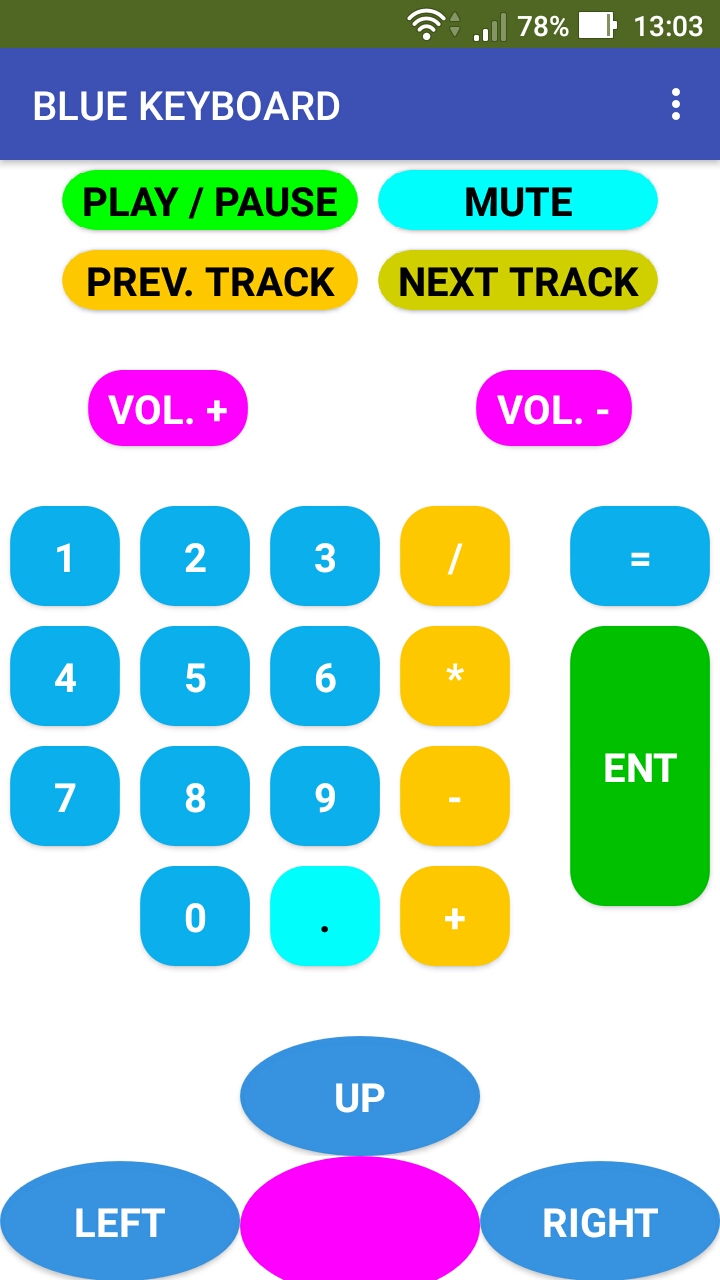 78% 13:03
BLUE KEYBOARD
PLAY / PAUSE MUTE
PREV. TRACK NEXT TRACK
VOL. + VOL. -
1 2 3 / =
4 5 6 *
7 8 9 -
ENT
0 . +
UP
LEFT RIGHT